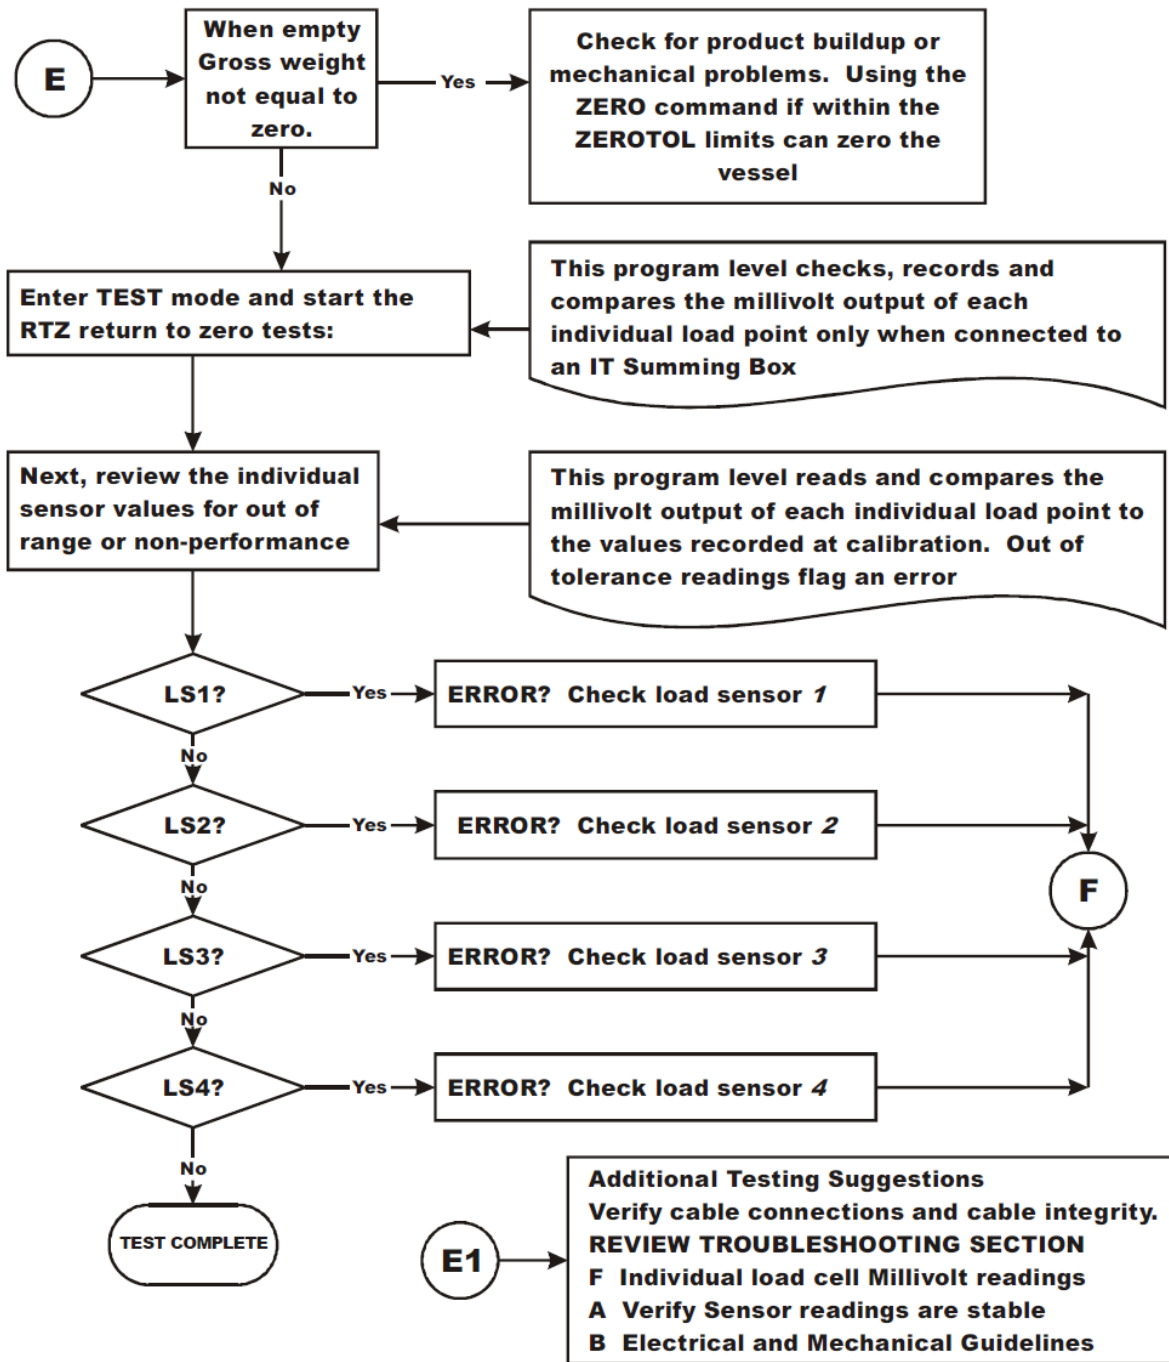 E
When empty
Gross weight
not equal to
zero.
Yes
Check for product buildup or
mechanical problems.  Using the
ZERO command if within the
ZEROTOL limits can zero the
vessel
No
Enter TEST mode and start the
RTZ return to zero tests:
This program level checks, records and
compares the millivolt output of each
individual load point only when connected to
an IT Summing Box
Next, review the individual
sensor values for out of
range or non-performance
This program level reads and compares the
millivolt output of each individual load point to
the values recorded at calibration.  Out of
tolerance readings flag an error
LS1?
Yes
ERROR?  Check load sensor 1
No
LS2?
Yes
ERROR?  Check load sensor 2
F
No
LS3?
Yes
ERROR?  Check load sensor 3
No
LS4?
Yes
ERROR?  Check load sensor 4
No
TEST COMPLETE
E1
Additional Testing Suggestions
Verify cable connections and cable integrity.
REVIEW TROUBLESHOOTING SECTION
F  Individual load cell Millivolt readings
A  Verify Sensor readings are stable
B  Electrical and Mechanical Guidelines